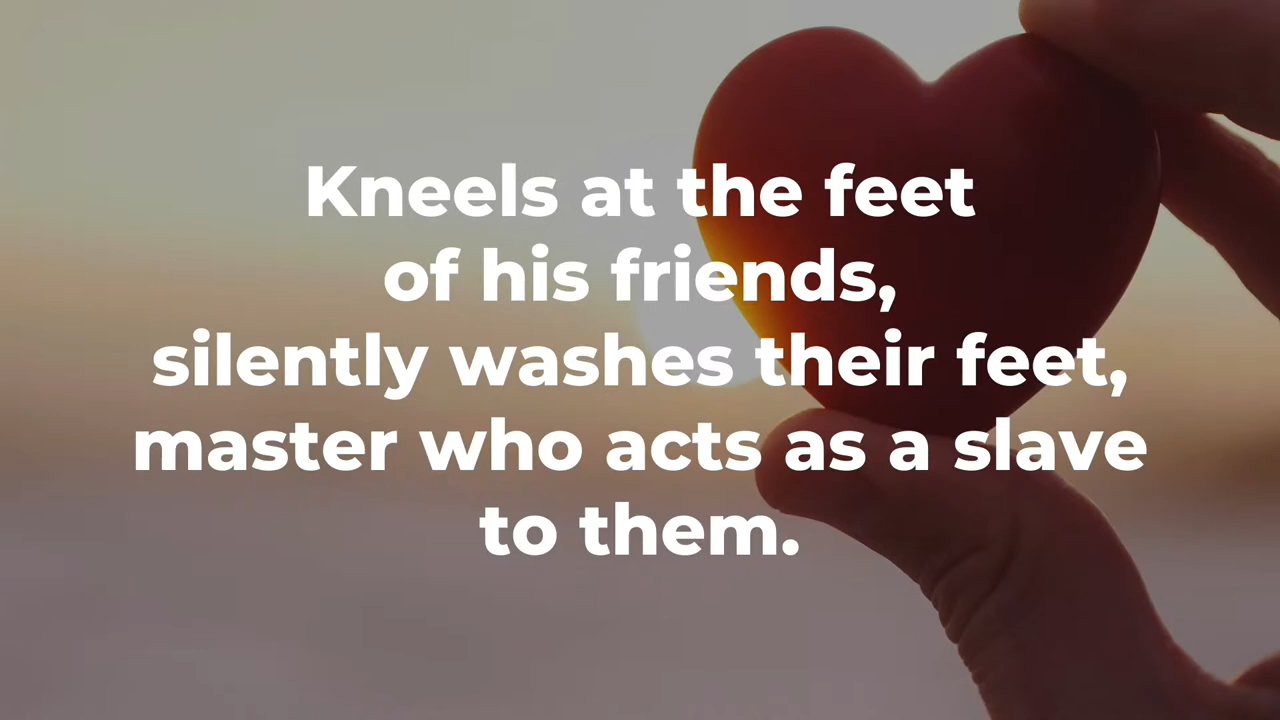 Kneels at the feet
of his friends,
silently washes their feet,
master who acts as a slave
to them.